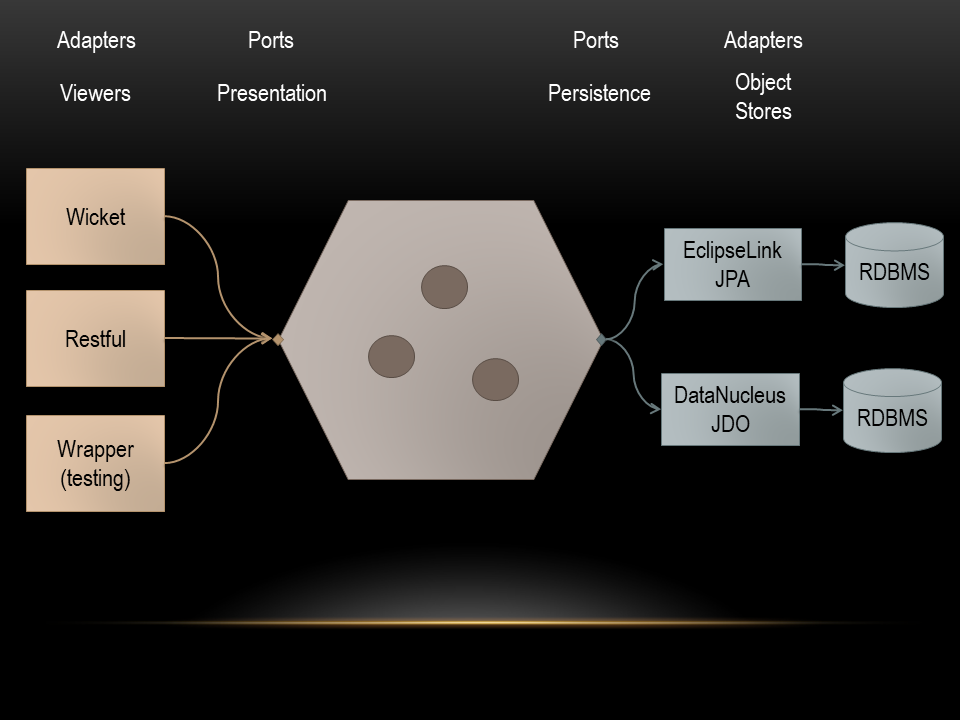 Adapters
Ports
Ports
Adapters
Viewers
Presentation
Persistence
Object
Stores
Wicket
Restful
Wrapper
(testing)
EclipseLink
JPA
RDBMS
DataNucleus
JDO
RDBMS